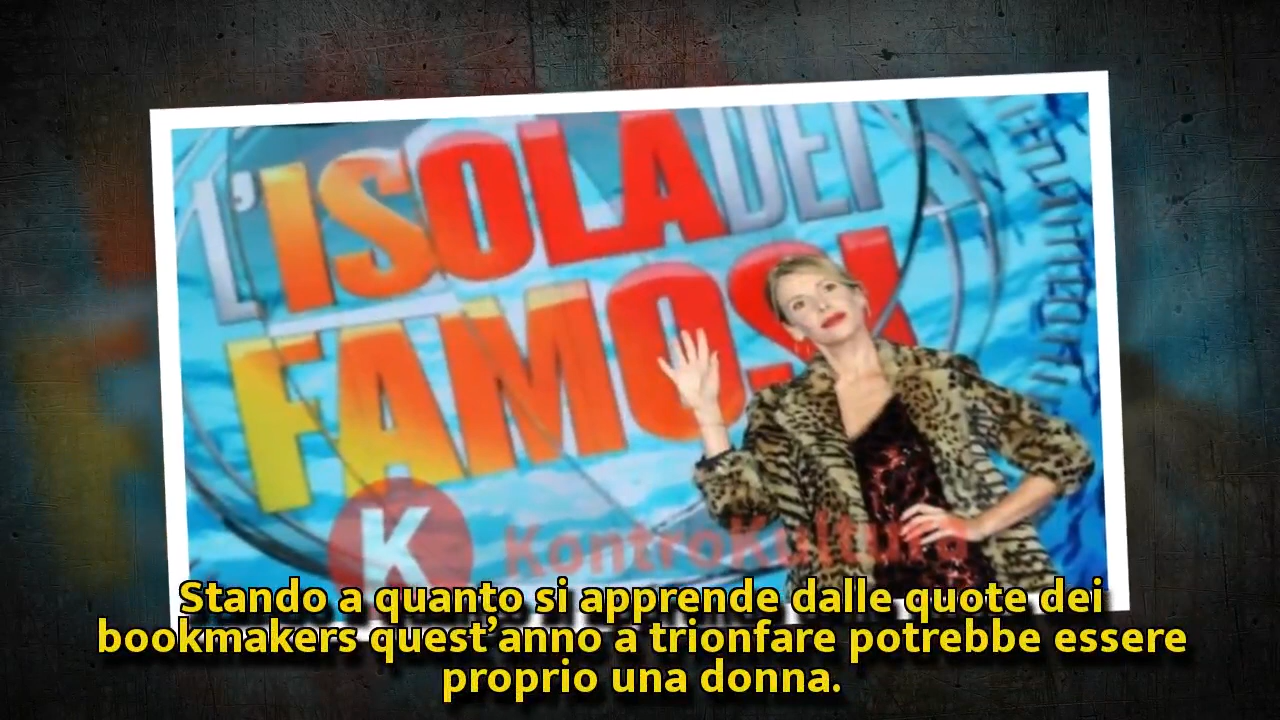 L'ISOLA DEI
FAMOSI
K KontroKultura
Stando a quanto si apprende dalle quote dei
bookmakers quest'anno a trionfare potrebbe essere
proprio una donna.